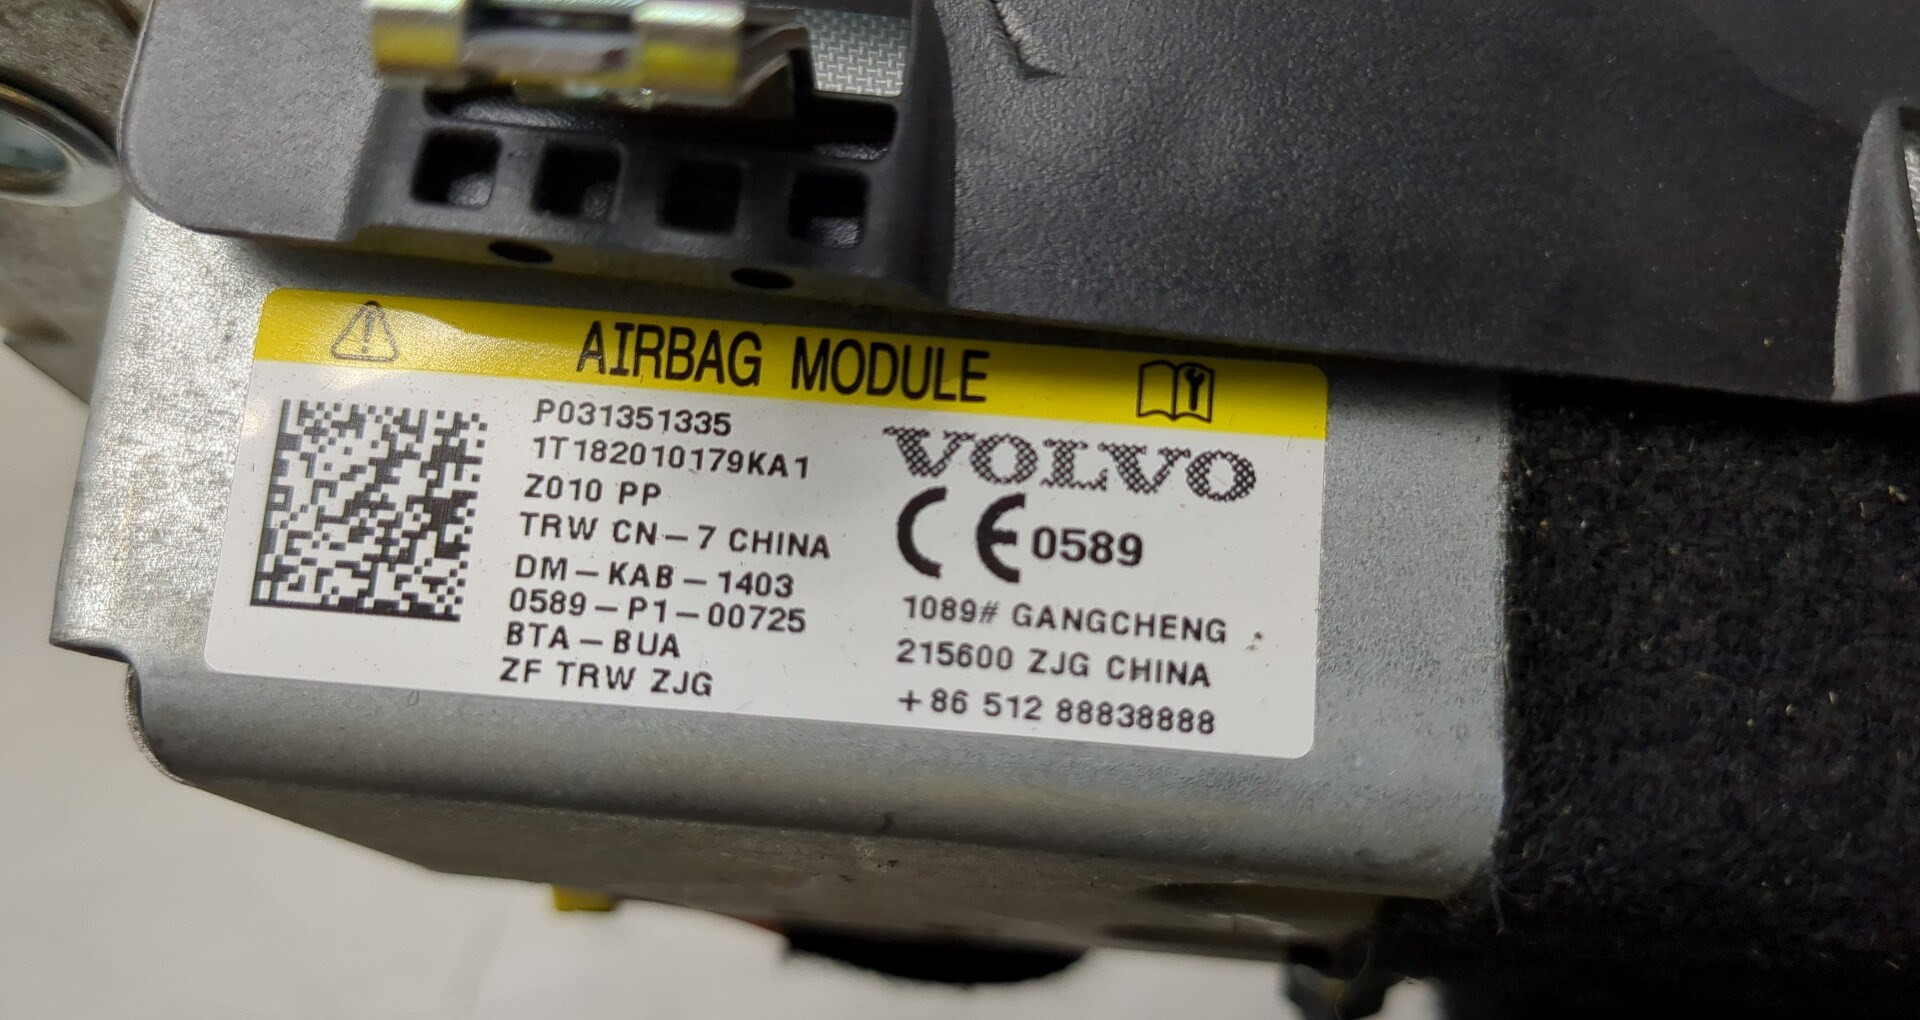 AIRBAG MODULE
P031351335
1T182010179KA1
Z010 PP
TRW CN-7 CHINA
DM-KAB-1403
0589-P1-00725
BTA-BUA
ZF TRW ZJG
VOLVO
CE 0589
1089# GANGCHENG
215600 ZJG CHINA
+86 512 88838888